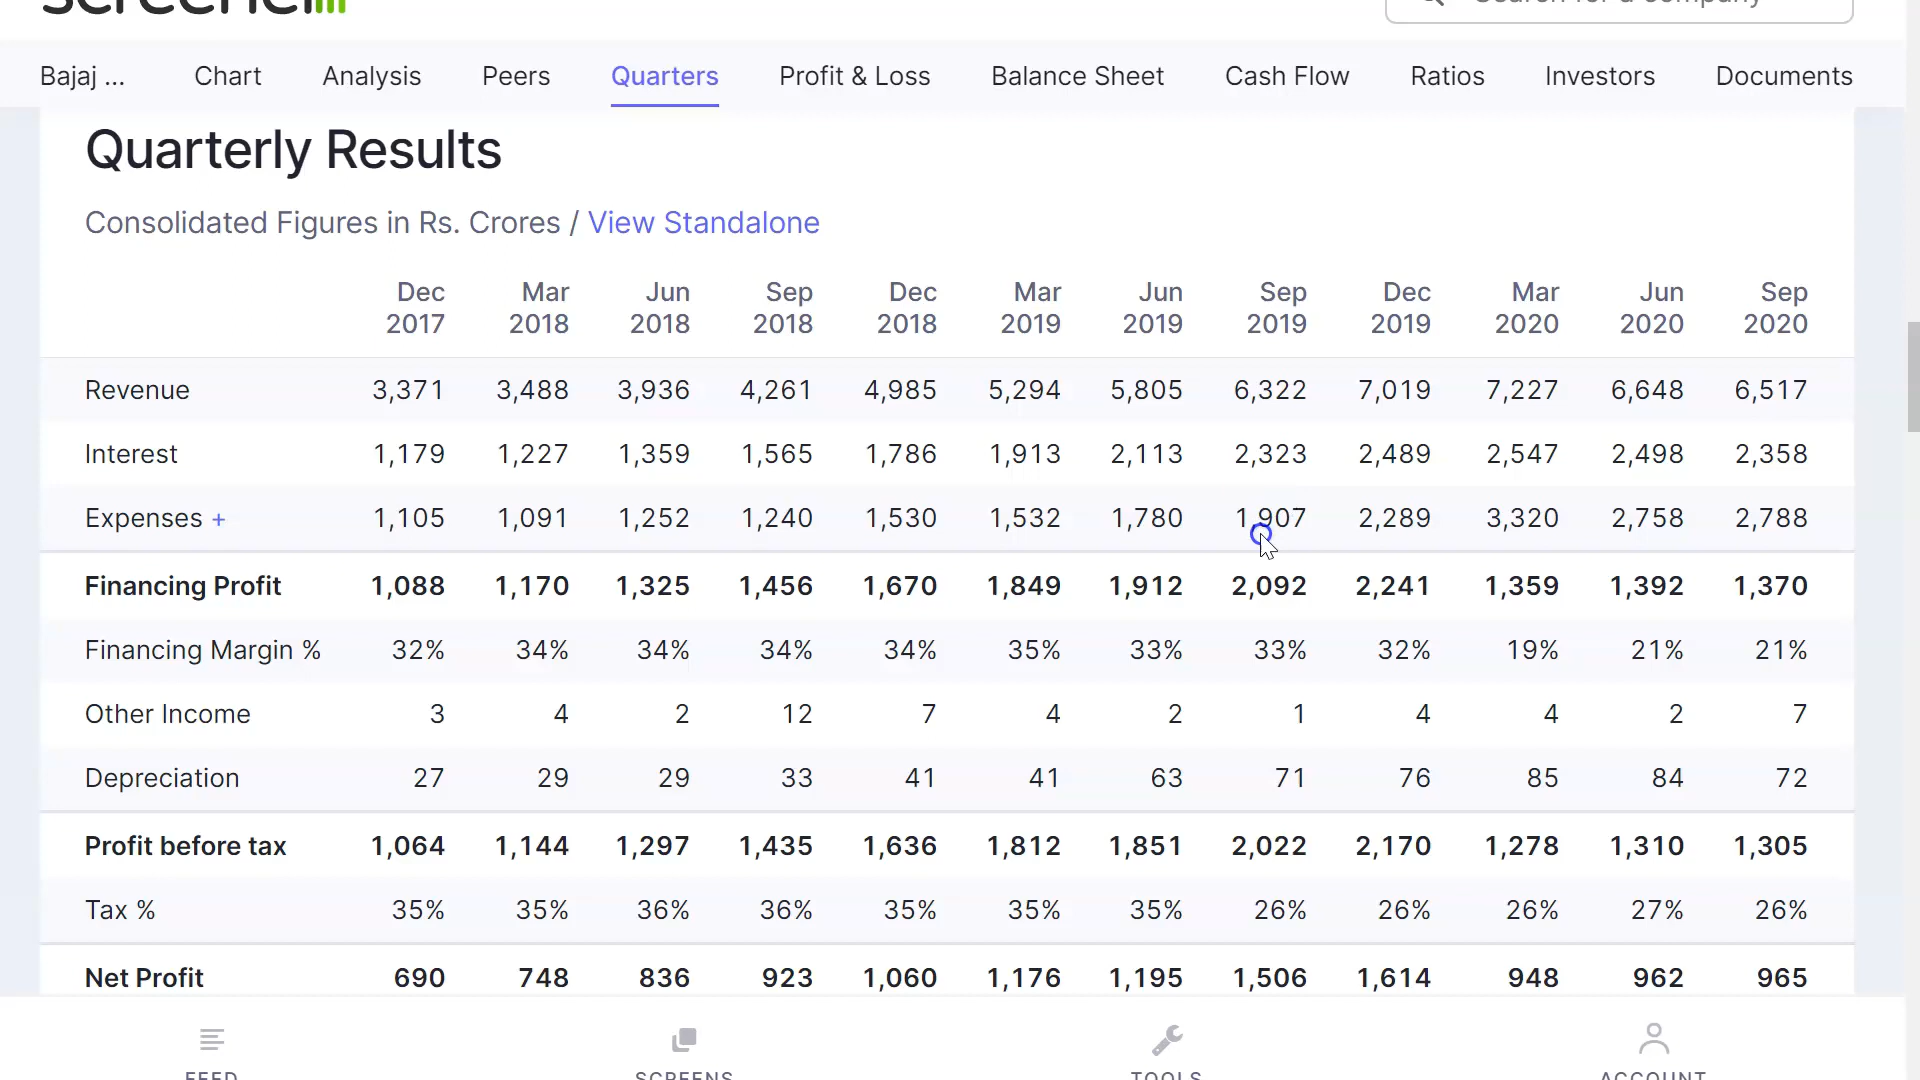 screener
Search for a company
Bajaj ... Chart Analysis Peers Quarters Profit & Loss Balance Sheet Cash Flow Ratios Investors Documents
Quarterly Results
Consolidated Figures in Rs. Crores / View Standalone
Dec 2017 Mar 2018 Jun 2018 Sep 2018 Dec 2018 Mar 2019 Jun 2019 Sep 2019 Dec 2019 Mar 2020 Jun 2020 Sep 2020
Revenue 3,371 3,488 3,936 4,261 4,985 5,294 5,805 6,322 7,019 7,227 6,648 6,517
Interest 1,179 1,227 1,359 1,565 1,786 1,913 2,113 2,323 2,489 2,547 2,498 2,358
Expenses + 1,105 1,091 1,252 1,240 1,530 1,532 1,780 1,907 2,289 3,320 2,758 2,788
Financing Profit 1,088 1,170 1,325 1,456 1,670 1,849 1,912 2,092 2,241 1,359 1,392 1,370
Financing Margin % 32% 34% 34% 34% 34% 35% 33% 33% 32% 19% 21% 21%
Other Income 3 4 2 12 7 4 2 1 4 4 2 7
Depreciation 27 29 29 33 41 41 63 71 76 85 84 72
Profit before tax 1,064 1,144 1,297 1,435 1,636 1,812 1,851 2,022 2,170 1,278 1,310 1,305
Tax % 35% 35% 36% 36% 35% 35% 35% 26% 26% 26% 27% 26%
Net Profit 690 748 836 923 1,060 1,176 1,195 1,506 1,614 948 962 965
FEED SCREENS TOOLS ACCOUNT